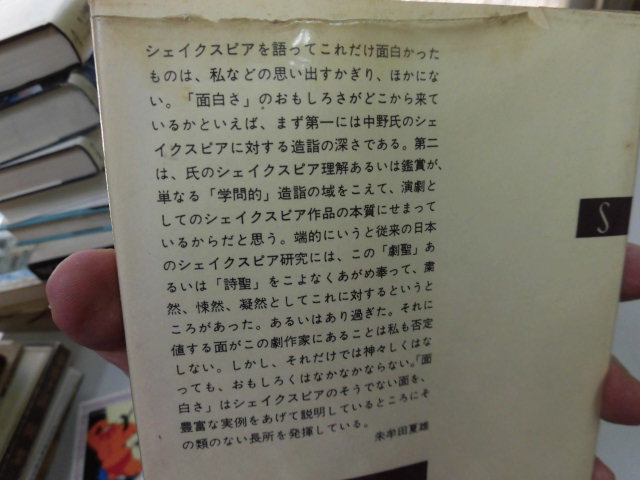 シェイクスピアを語ってこれだけ面白かった
ものは、私などの思い出すかぎり、ほかにな
い。「面白さ」のおもしろさがどこから来て
いるかといえば、まず第一には中野氏のシェ
イクスピアに対する造詣の深さである。第二
は、氏のシェイクスピア理解あるいは鑑賞が、
単なる「学問的」造詣の域をこえて、演劇と
してのシェイクスピア作品の本質にせまって
いるからだと思う。端的にいうと従来の日本
のシェイクスピア研究には、この「劇聖」あ
るいは「詩聖」をこよなくあがめ奉って、粛
然、悚然、凝然としてこれに対するというと
ころがあった。あるいはあり過ぎた。それに
値する面がこの劇作家にあることは私も否定
しない。しかし、それだけでは神々しくはな
っても、おもしろくはなかなかならない。「面
白さ」はシェイクスピアのそうでない面を、
豊富な実例をあげて説明しているところにそ
の類のない長所を発揮している。
朱牟田夏雄
S